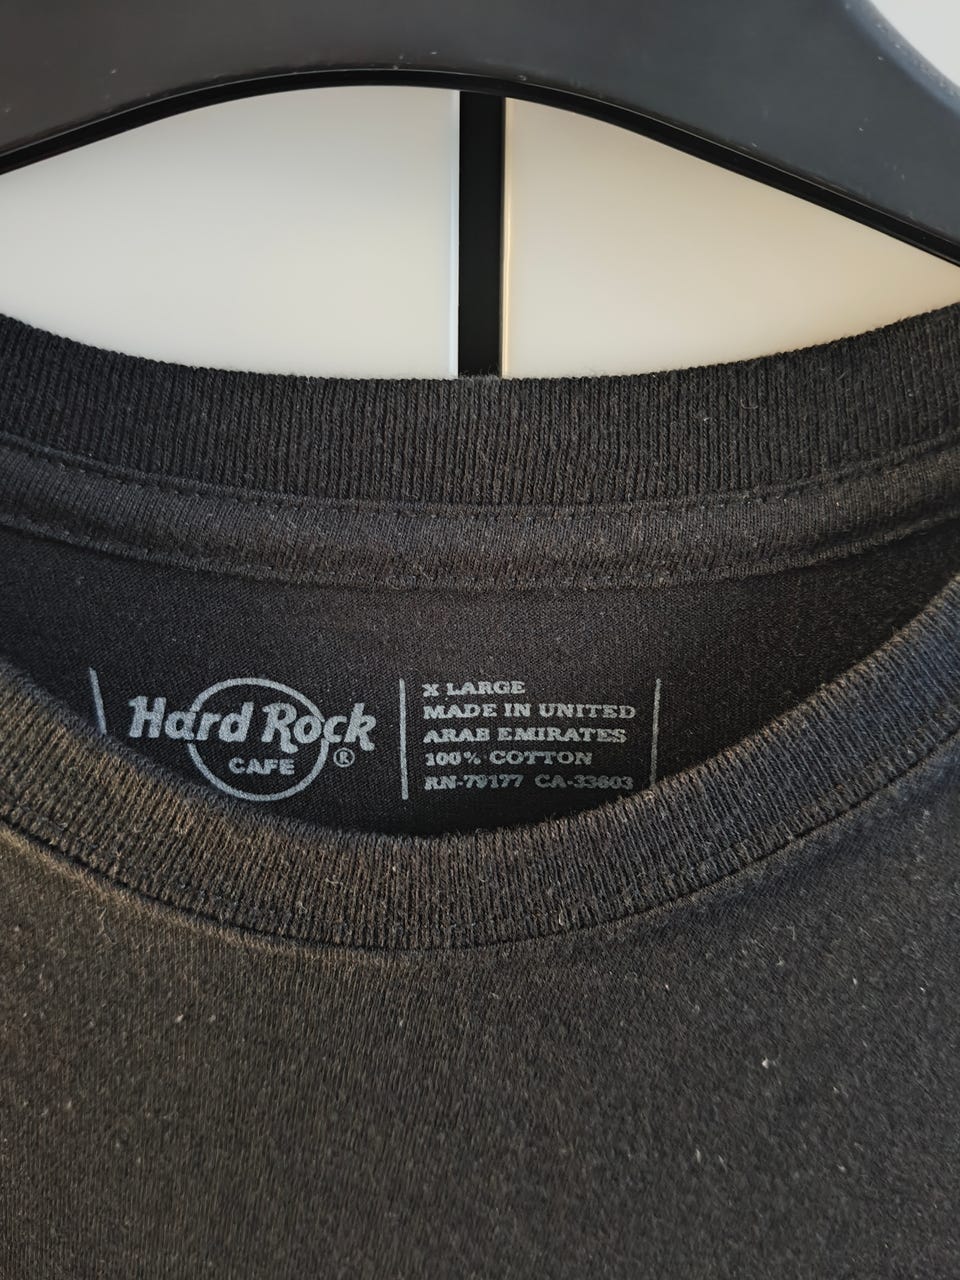 Hard Rock
CAFE ®
X LARGE
MADE IN UNITED
ARAB EMIRATES
100% COTTON
RN-79177 CA-33603